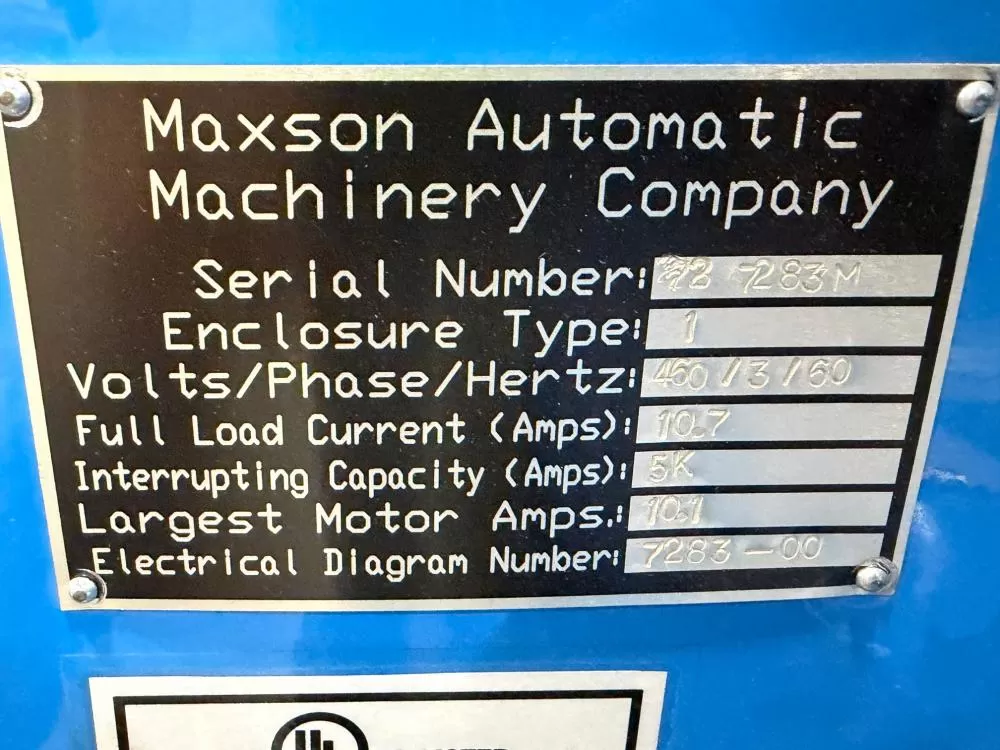 Maxson Automatic
Machinery Company
Serial Number: 7283M
Enclosure Type: 1
Volts/Phase/Hertz: 460/3/60
Full Load Current (Amps): 10.7
Interrupting Capacity (Amps): 5K
Largest Motor Amps.: 10.1
Electrical Diagram Number: 7283-00
UL